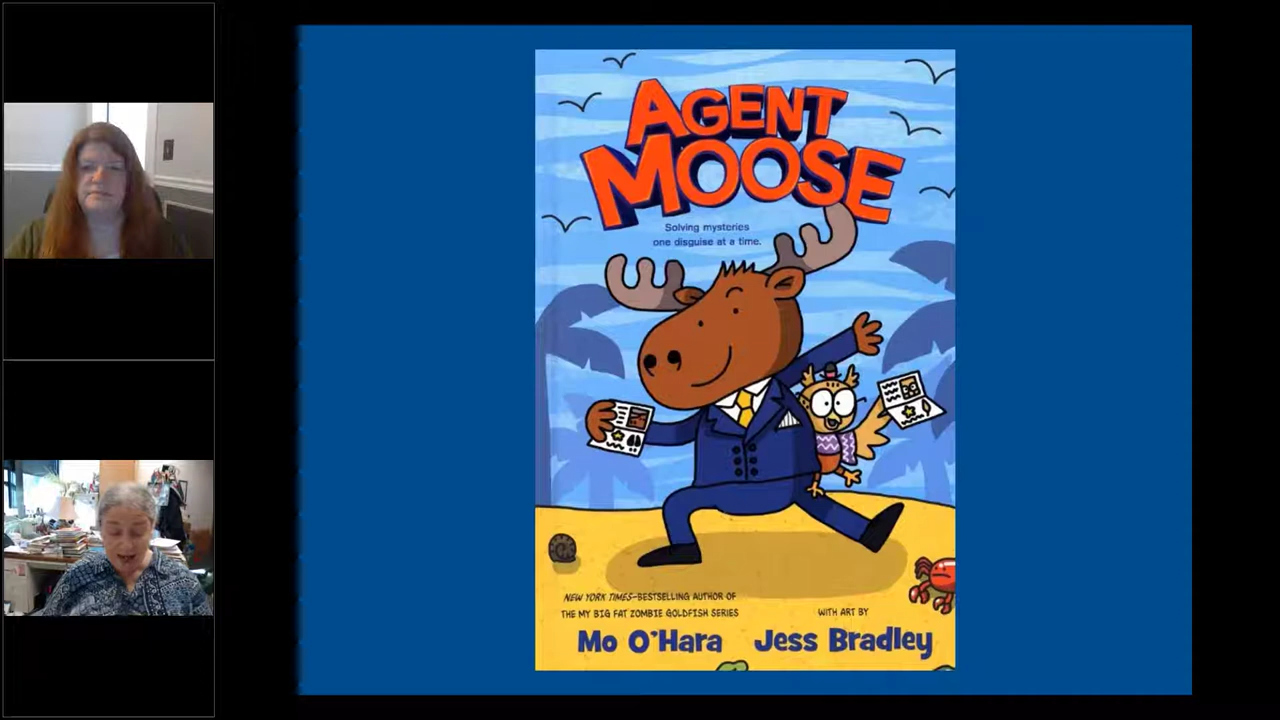 AGENT
MOOSE
Solving mysteries
one disguise at a time.
NEW YORK TIMES–BESTSELLING AUTHOR OF
THE MY BIG FAT ZOMBIE GOLDFISH SERIES
WITH ART BY
Mo O'Hara Jess Bradley